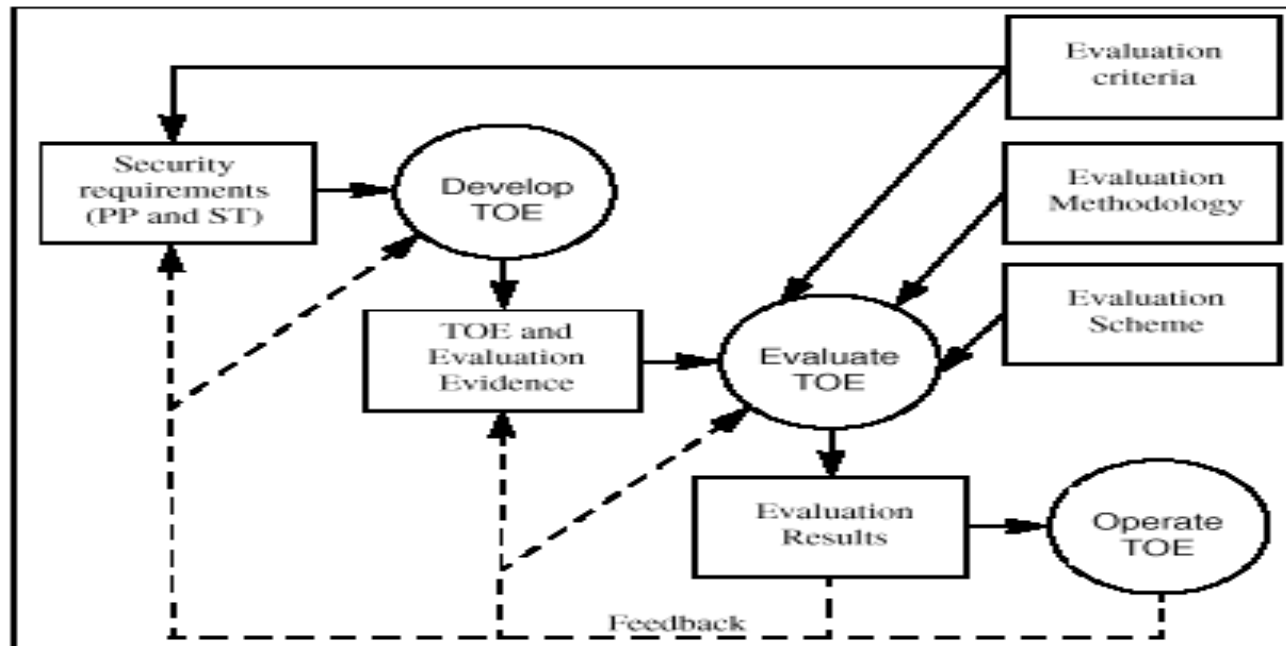 Evaluation
criteria
Security
requirements
(PP and ST)
Develop
TOE
Evaluation
Methodology
Evaluation
Scheme
TOE and
Evaluation
Evidence
Evaluate
TOE
Evaluation
Results
Operate
TOE
Feedback